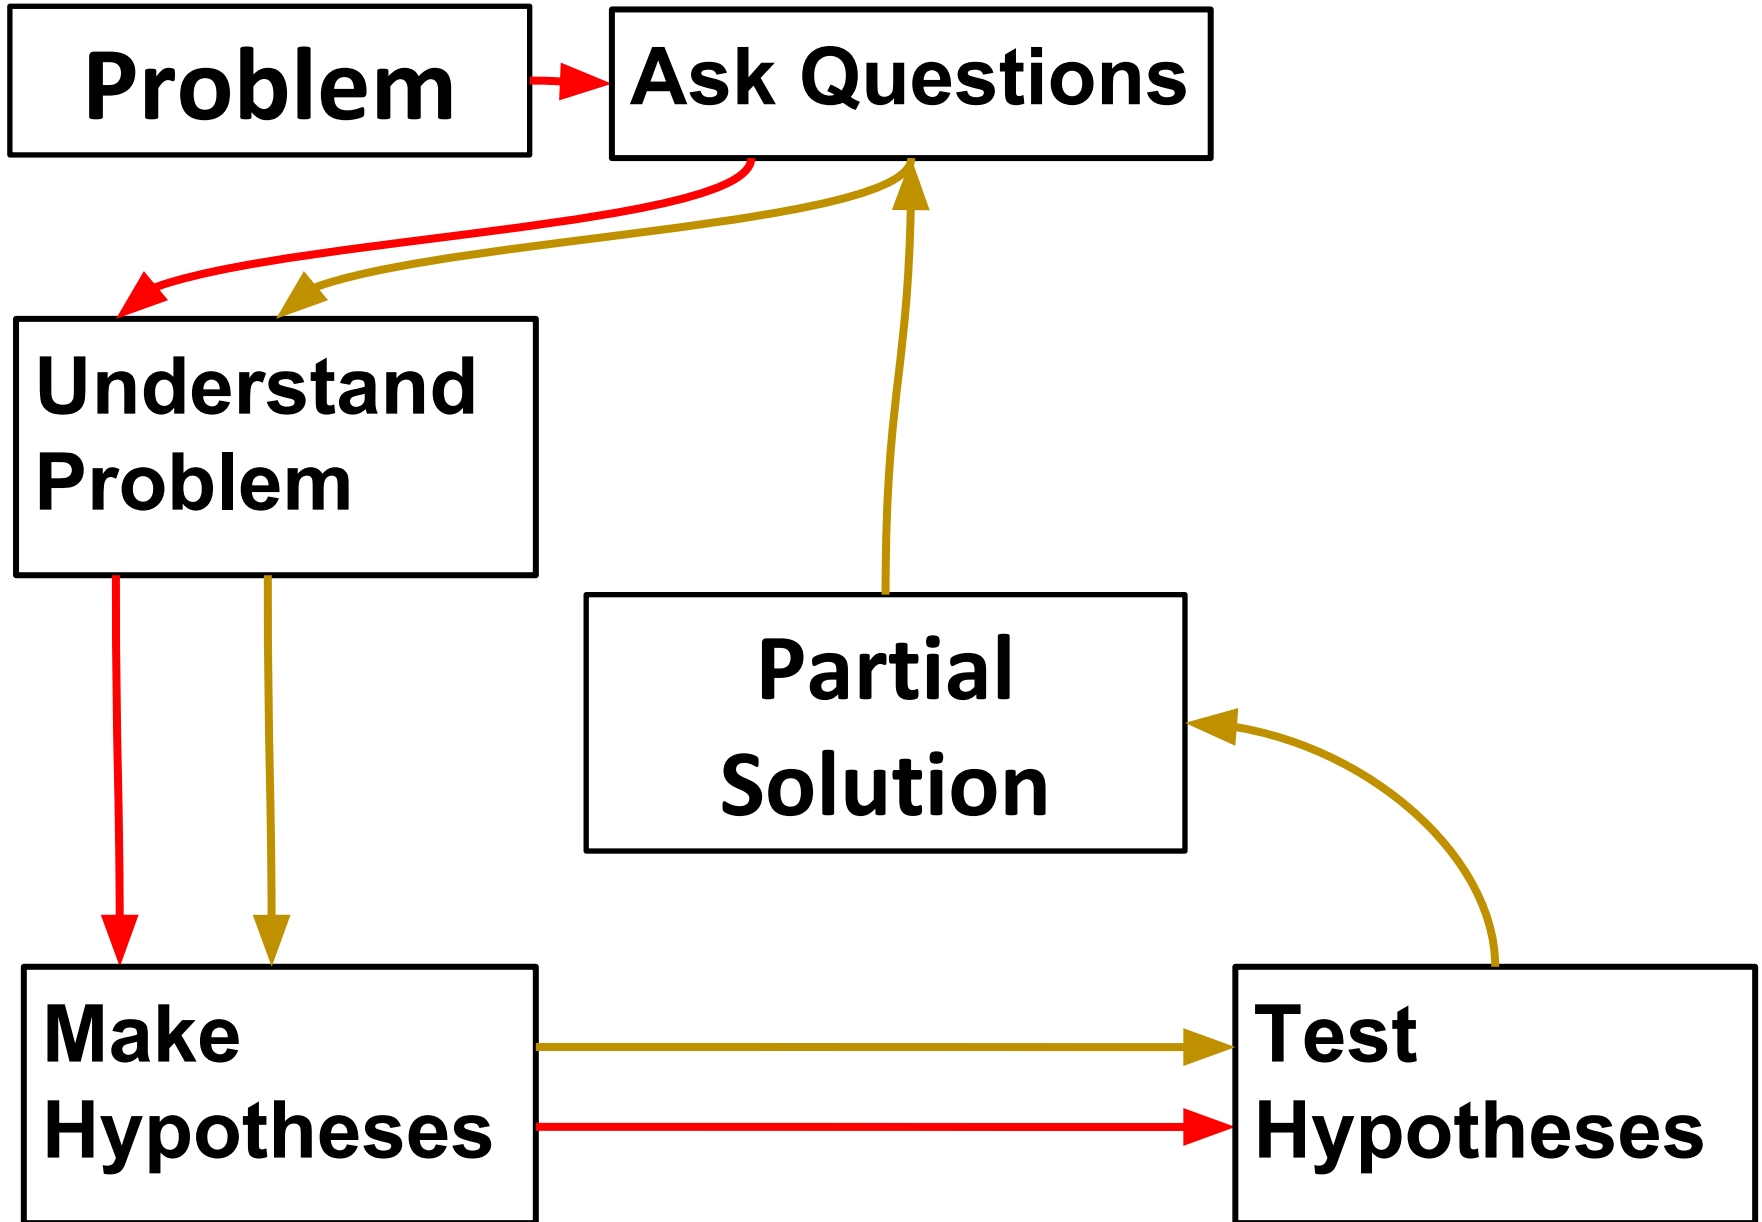 Problem
Ask Questions
Understand
Problem
Partial
Solution
Make
Hypotheses
Test
Hypotheses